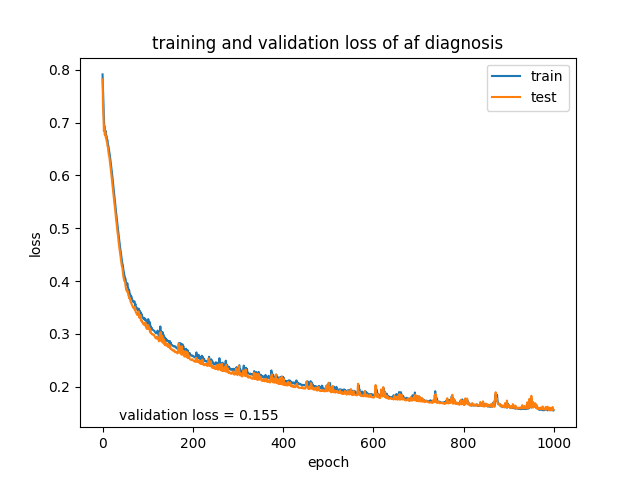 training and validation loss of af diagnosis
train
test
loss
0.8
0.7
0.6
0.5
0.4
0.3
0.2
validation loss = 0.155
0 200 400 600 800 1000
epoch